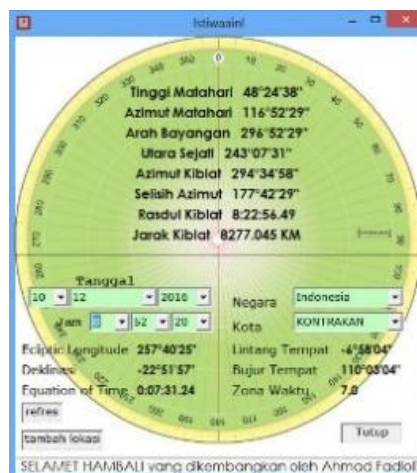 Istiwaaini
Tinggi Matahari 48°24'38"
Azimut Matahari 116°52'29"
Arah Bayangan 296°52'29"
Utara Sejati 243°07'31"
Azimut Kiblat 294°34'58"
Selisih Azimut 177°42'29"
Rasdul Kiblat 8:22:56.49
Jarak Kiblat 8277.045 KM
Tanggal
10 12 2016
Negara Indonesia
Jam 52 20
Kota KONTRAKAN
Ecliptic Longitude 257°40'25"
Lintang Tempat -6°58'04"
Deklinasi -22°51'57"
Bujur Tempat 110°03'04"
Equation of Time 0:07:31.24
Zona Waktu 7.0
refres
tambah lokasi
Tutup
SELAMET HAMBALI yang dikembangkan oleh Ahmad Fadjol